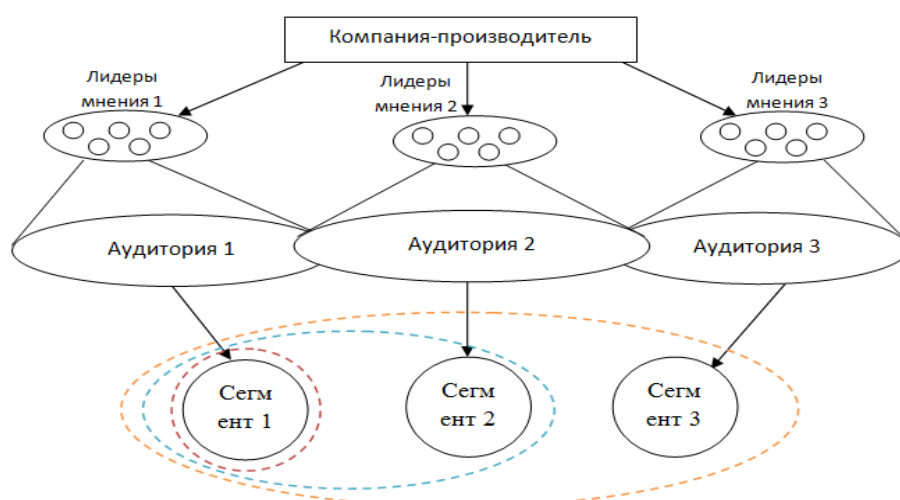 Компания-производитель
Лидеры
мнения 1
Лидеры
мнения 2
Лидеры
мнения 3
Аудитория 1
Аудитория 2
Аудитория 3
Сегм
ент 1
Сегм
ент 2
Сегм
ент 3